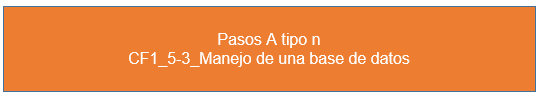 Pasos A tipo n
CF1_5-3_Manejo de una base de datos